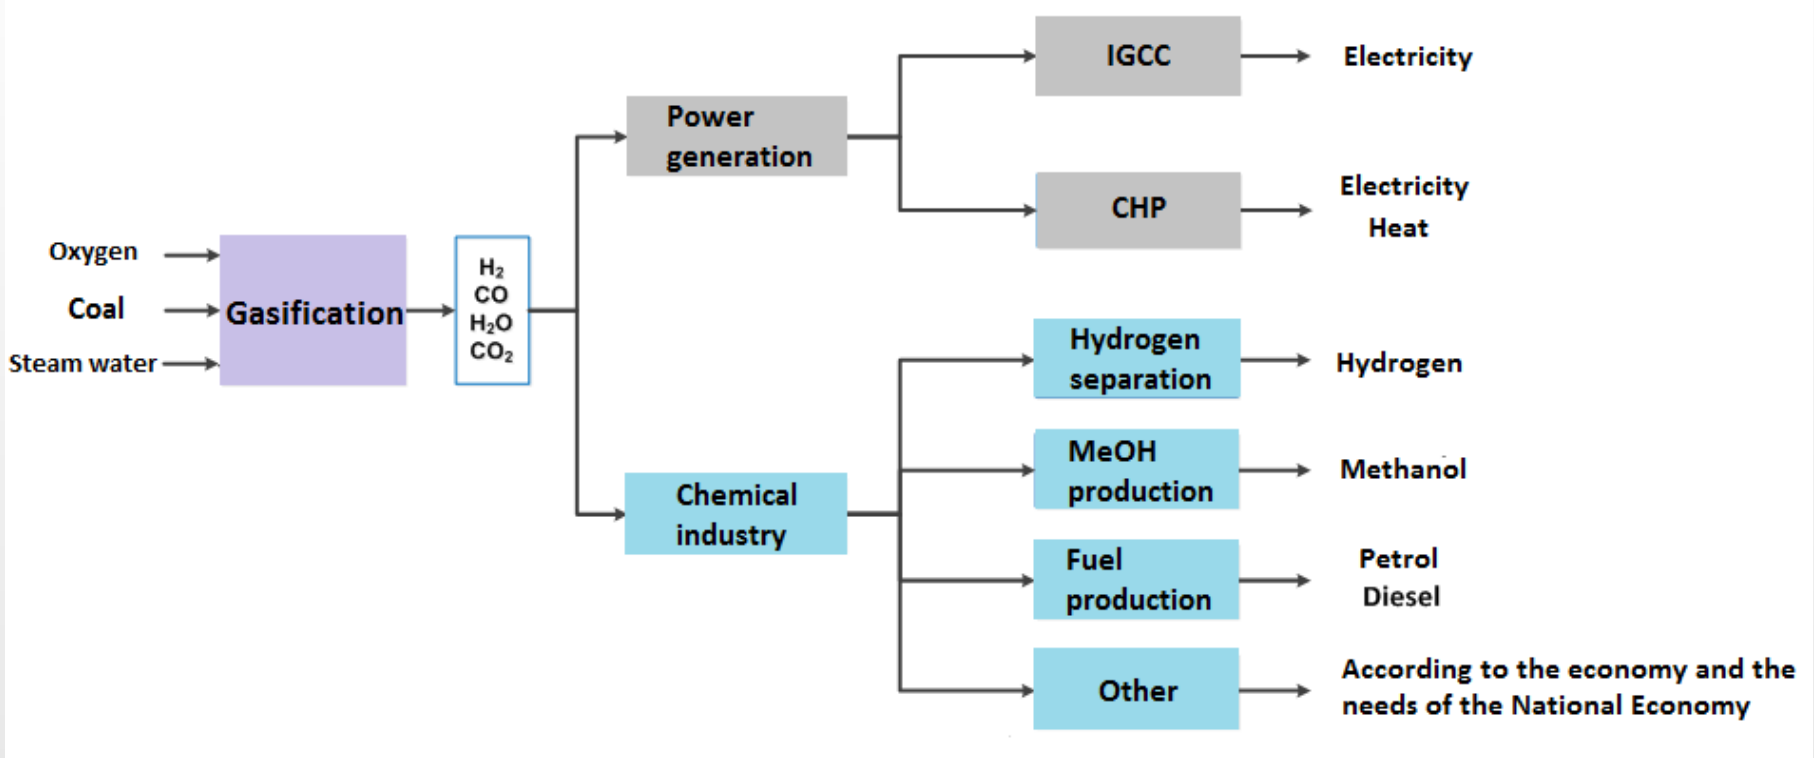 Oxygen
Coal
Steam water
Gasification
H₂
CO
H₂O
CO₂
Power
generation
Chemical
industry
IGCC
Electricity
CHP
Electricity
Heat
Hydrogen
separation
Hydrogen
MeOH
production
Methanol
Fuel
production
Petrol
Diesel
Other
According to the economy and the
needs of the National Economy